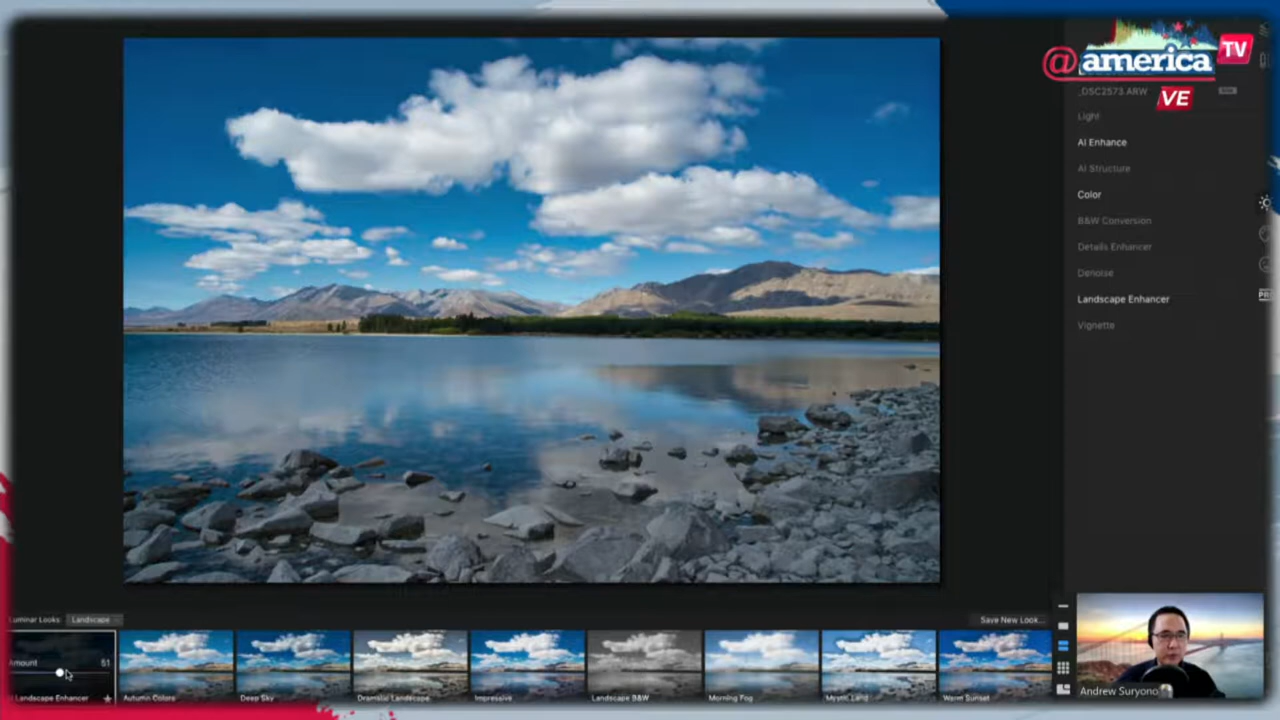 @america TV
VE
_DSC2573.ARW
Light
AI Enhance
AI Structure
Color
B&W Conversion
Details Enhancer
Denoise
Landscape Enhancer
Vignette
PRO
Luminar Looks: Landscape
Save New Look...
Amount 51
Landscape Enhancer
Autumn Colors
Deep Sky
Dramatic Landscape
Impressive
Landscape B&W
Morning Fog
Mystic Land
Warm Sunset
Andrew Suryono